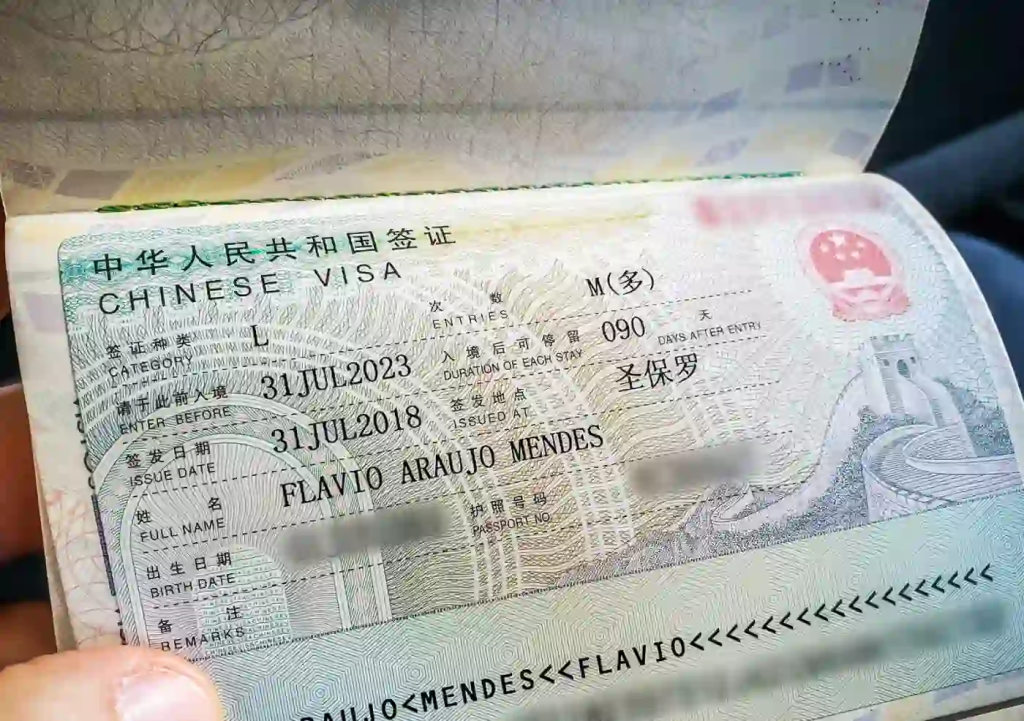 中华人民共和国签证
CHINESE VISA
签证种类 L 次数 M(多)
CATEGORY ENTRIES
请于此前入境 31JUL2023 入境后可停留 090 天
ENTER BEFORE DURATION OF EACH STAY DAYS AFTER ENTRY
签发日期 31JUL2018 签发地点 圣保罗
ISSUE DATE ISSUED AT
姓名 FLAVIO ARAUJO MENDES
FULL NAME
护照号码
PASSPORT NO.
出生日期
BIRTH DATE
备注
REMARKS
RAUJO<MENDES<<FLAVIO<<<<<<<<<<<<<<<<<